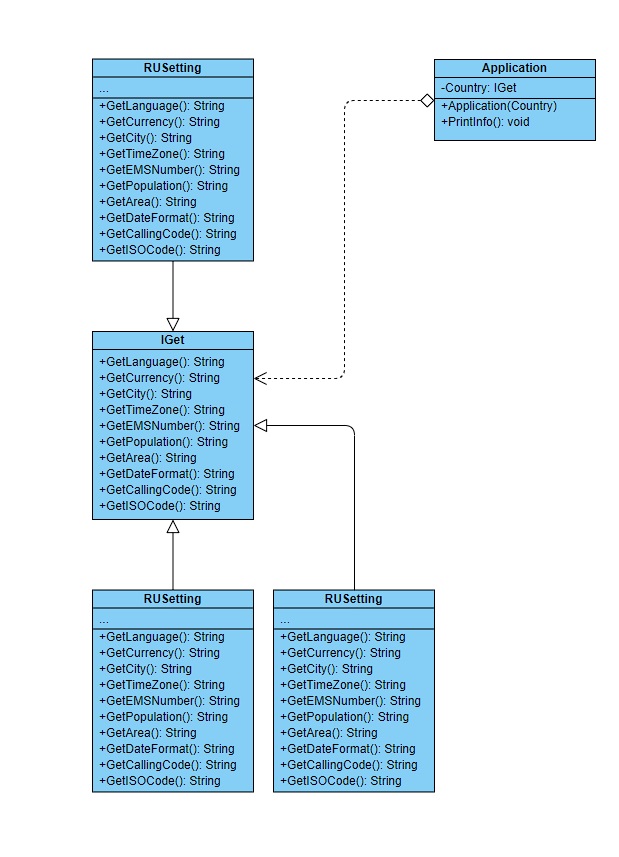 RUSetting
...
+GetLanguage(): String
+GetCurrency(): String
+GetCity(): String
+GetTimeZone(): String
+GetEMSNumber(): String
+GetPopulation(): String
+GetArea(): String
+GetDateFormat(): String
+GetCallingCode(): String
+GetISOCode(): String
Application
-Country: IGet
+Application(Country)
+PrintInfo(): void
IGet
+GetLanguage(): String
+GetCurrency(): String
+GetCity(): String
+GetTimeZone(): String
+GetEMSNumber(): String
+GetPopulation(): String
+GetArea(): String
+GetDateFormat(): String
+GetCallingCode(): String
+GetISOCode(): String
RUSetting
...
+GetLanguage(): String
+GetCurrency(): String
+GetCity(): String
+GetTimeZone(): String
+GetEMSNumber(): String
+GetPopulation(): String
+GetArea(): String
+GetDateFormat(): String
+GetCallingCode(): String
+GetISOCode(): String
RUSetting
...
+GetLanguage(): String
+GetCurrency(): String
+GetCity(): String
+GetTimeZone(): String
+GetEMSNumber(): String
+GetPopulation(): String
+GetArea(): String
+GetDateFormat(): String
+GetCallingCode(): String
+GetISOCode(): String